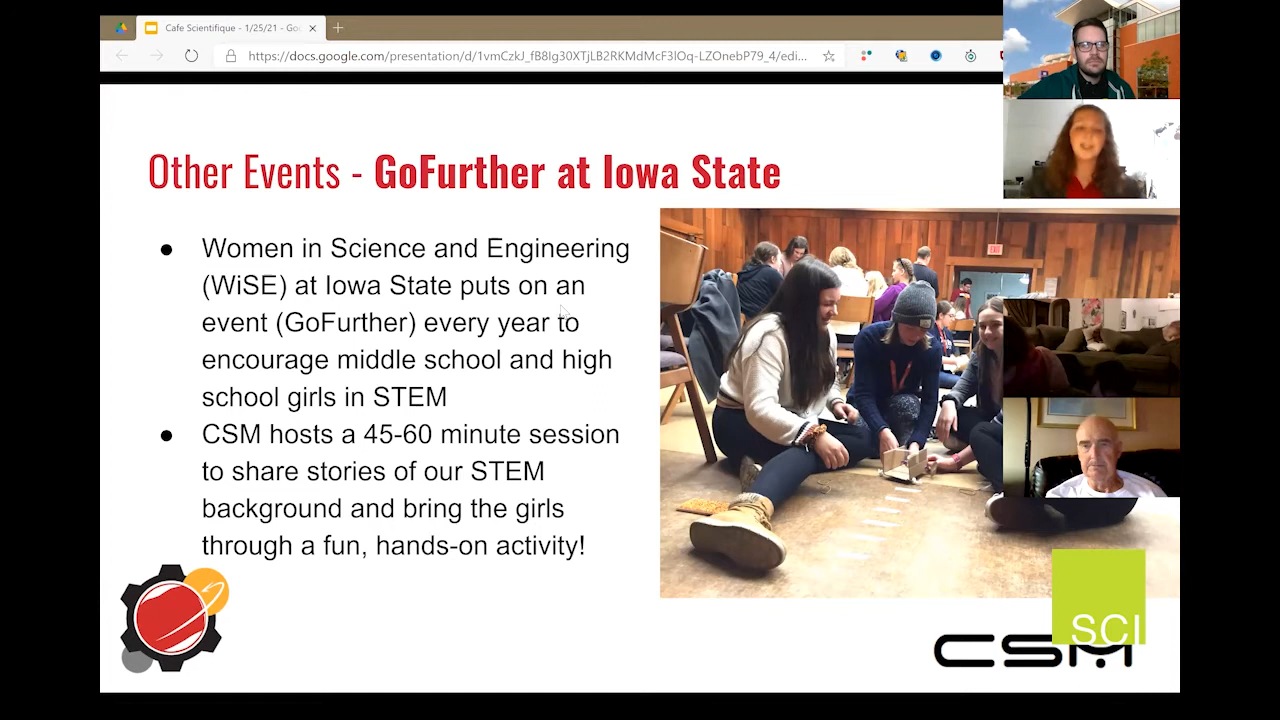 Cafe Scientifique - 1/25/21 - Goo
https://docs.google.com/presentation/d/1vmCzkJ_fB8Ig30XTjLB2RKMdMcF3lOq-LZOnebP79_4/edi...
Other Events - GoFurther at Iowa State
● Women in Science and Engineering
(WiSE) at Iowa State puts on an
event (GoFurther) every year to
encourage middle school and high
school girls in STEM
● CSM hosts a 45-60 minute session
to share stories of our STEM
background and bring the girls
through a fun, hands-on activity!
SCI
CSM